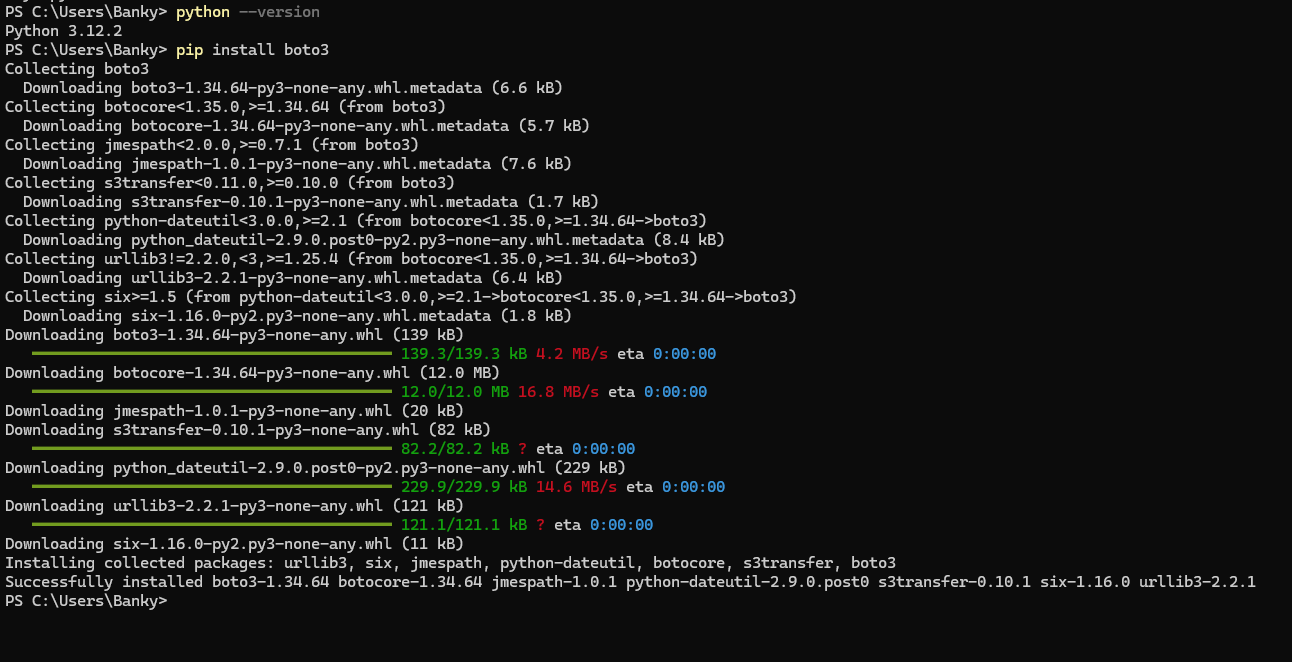 PS C:\Users\Banky> python --version
Python 3.12.2
PS C:\Users\Banky> pip install boto3
Collecting boto3
  Downloading boto3-1.34.64-py3-none-any.whl.metadata (6.6 kB)
Collecting botocore<1.35.0,>=1.34.64 (from boto3)
  Downloading botocore-1.34.64-py3-none-any.whl.metadata (5.7 kB)
Collecting jmespath<2.0.0,>=0.7.1 (from boto3)
  Downloading jmespath-1.0.1-py3-none-any.whl.metadata (7.6 kB)
Collecting s3transfer<0.11.0,>=0.10.0 (from boto3)
  Downloading s3transfer-0.10.1-py3-none-any.whl.metadata (1.7 kB)
Collecting python-dateutil<3.0.0,>=2.1 (from botocore<1.35.0,>=1.34.64->boto3)
  Downloading python_dateutil-2.9.0.post0-py2.py3-none-any.whl.metadata (8.4 kB)
Collecting urllib3!=2.2.0,<3,>=1.25.4 (from botocore<1.35.0,>=1.34.64->boto3)
  Downloading urllib3-2.2.1-py3-none-any.whl.metadata (6.4 kB)
Collecting six>=1.5 (from python-dateutil<3.0.0,>=2.1->botocore<1.35.0,>=1.34.64->boto3)
  Downloading six-1.16.0-py2.py3-none-any.whl.metadata (1.8 kB)
Downloading boto3-1.34.64-py3-none-any.whl (139 kB)
139.3/139.3 kB 4.2 MB/s eta 0:00:00
Downloading botocore-1.34.64-py3-none-any.whl (12.0 MB)
12.0/12.0 MB 16.8 MB/s eta 0:00:00
Downloading jmespath-1.0.1-py3-none-any.whl (20 kB)
Downloading s3transfer-0.10.1-py3-none-any.whl (82 kB)
82.2/82.2 kB ? eta 0:00:00
Downloading python_dateutil-2.9.0.post0-py2.py3-none-any.whl (229 kB)
229.9/229.9 kB 14.6 MB/s eta 0:00:00
Downloading urllib3-2.2.1-py3-none-any.whl (121 kB)
121.1/121.1 kB ? eta 0:00:00
Downloading six-1.16.0-py2.py3-none-any.whl (11 kB)
Installing collected packages: urllib3, six, jmespath, python-dateutil, botocore, s3transfer, boto3
Successfully installed boto3-1.34.64 botocore-1.34.64 jmespath-1.0.1 python-dateutil-2.9.0.post0 s3transfer-0.10.1 six-1.16.0 urllib3-2.2.1
PS C:\Users\Banky>